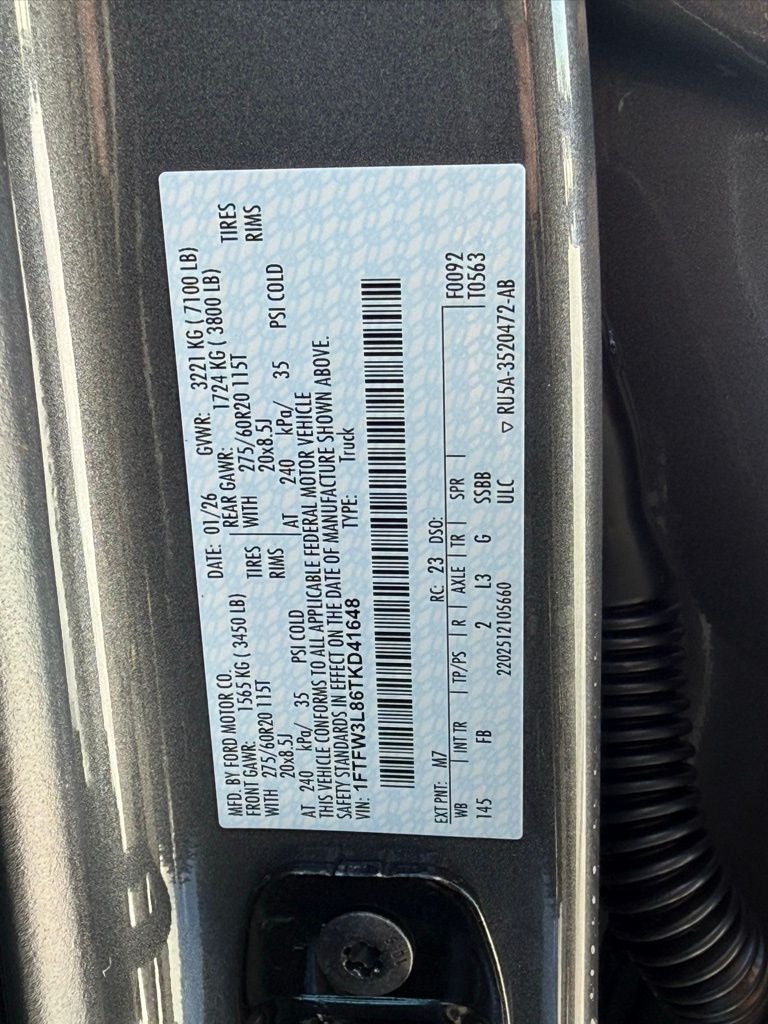 MFD. BY FORD MOTOR CO. DATE: 01/26 GVWR: 3221 KG ( 7100 LB)
FRONT GAWR: 1565 KG ( 3450 LB) REAR GAWR: 1724 KG ( 3800 LB)
WITH 275/60R20 115T TIRES WITH 275/60R20 115T TIRES
20x8.5J RIMS 20x8.5J RIMS
AT 240 kPa/ 35 PSI COLD AT 240 kPa/ 35 PSI COLD
THIS VEHICLE CONFORMS TO ALL APPLICABLE FEDERAL MOTOR VEHICLE
SAFETY STANDARDS IN EFFECT ON THE DATE OF MANUFACTURE SHOWN ABOVE.
VIN: 1FTFW3L86TKD41648 TYPE: Truck
EXT PNT: M7 RC: 23 DSO: F0092
WB | INT TR | TP/PS | R | AXLE | TR | SPR | T0563
145 FB 2 L3 G SSBB
2202512105660 ULC ▽ RU5A-3520472-AB